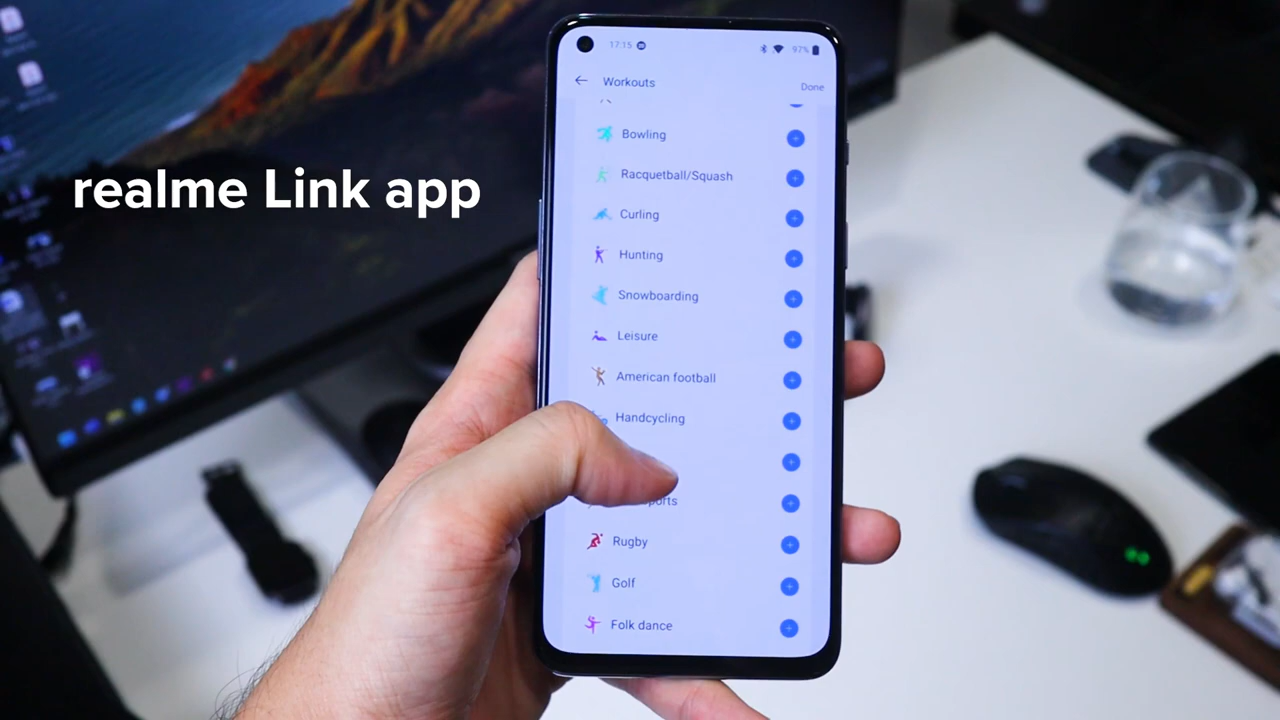 realme Link app
17:15
97%
Workouts
Done
Bowling
Racquetball/Squash
Curling
Hunting
Snowboarding
Leisure
American football
Handcycling
Rugby
Golf
Folk dance